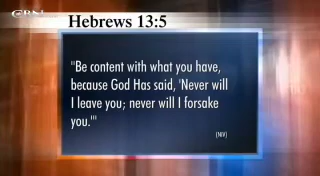 CBN
Hebrews 13:5
"Be content with what you have,
because God Has said, 'Never will
I leave you; never will I forsake
you.'"
(NIV)